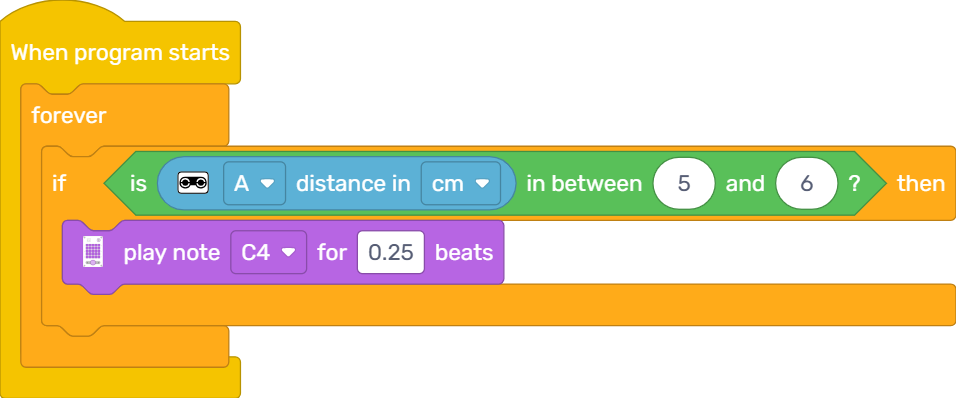 When program starts
forever
if is A distance in cm in between 5 and 6 ? then
play note C4 for 0.25 beats